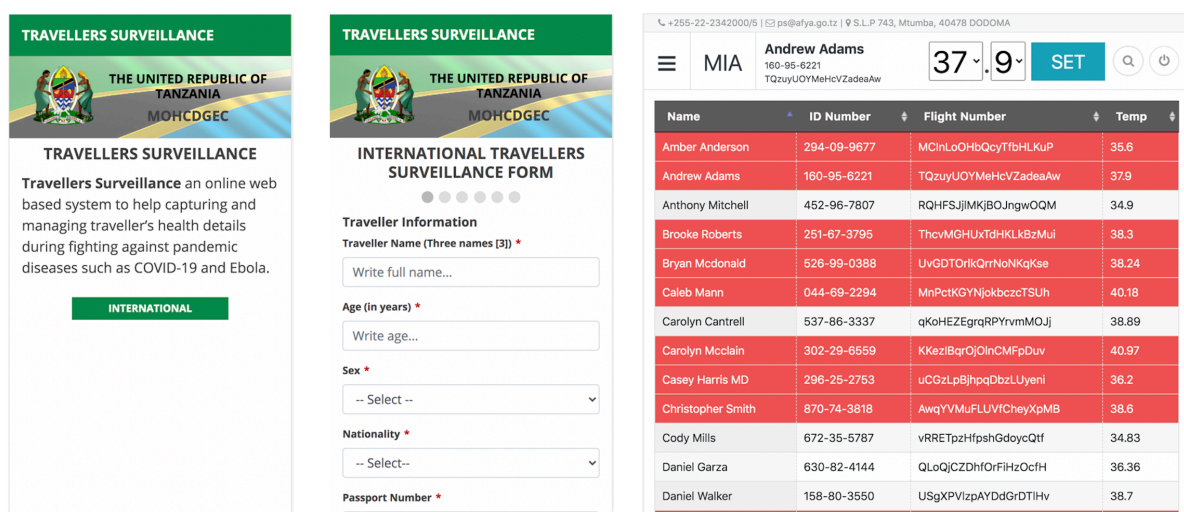 TRAVELLERS SURVEILLANCE
THE UNITED REPUBLIC OF
TANZANIA
MOHCDGEC
TRAVELLERS SURVEILLANCE
Travellers Surveillance an online web
based system to help capturing and
managing traveller's health details
during fighting against pandemic
diseases such as COVID-19 and Ebola.
INTERNATIONAL
TRAVELLERS SURVEILLANCE
THE UNITED REPUBLIC OF
TANZANIA
MOHCDGEC
INTERNATIONAL TRAVELLERS
SURVEILLANCE FORM
Traveller Information
Traveller Name (Three names [3]) *
Write full name...
Age (in years) *
Write age...
Sex *
-- Select --
Nationality *
-- Select--
Passport Number *
+255-22-2342000/5 | ps@afya.go.tz | S.L.P 743, Mtumba, 40478 DODOMA
MIA
Andrew Adams
160-95-6221
TQzuyUOYMeHcVZadeaAw
37 . 9 SET
Name ID Number Flight Number Temp
Amber Anderson 294-09-9677 MClnLoOHbQcyTfbHLKuP 35.6
Andrew Adams 160-95-6221 TQzuyUOYMeHcVZadeaAw 37.9
Anthony Mitchell 452-96-7807 RQHFSJjlMKjBOJngwOQM 34.9
Brooke Roberts 251-67-3795 ThcvMGHUxTdHKLkBzMui 38.3
Bryan Mcdonald 526-99-0388 UvGDTOrlkQrrNoNKqKse 38.24
Caleb Mann 044-69-2294 MnPctKGYNjokbczcTSUh 40.18
Carolyn Cantrell 537-86-3337 qKoHEZEgrqRPYrvmMOJj 38.89
Carolyn Mcclain 302-29-6559 KKezlBqrOjOlnCMFpDuv 40.97
Casey Harris MD 296-25-2753 uCGzLpBjhpqDbzLUyeni 36.2
Christopher Smith 870-74-3818 AwqYVMuFLUVfCheyXpMB 38.6
Cody Mills 672-35-5787 vRRETpzHfpshGdoycQtf 34.83
Daniel Garza 630-82-4144 QLoQjCZDhfOrFiHzOcfH 36.36
Daniel Walker 158-80-3550 USgXPVlzpAYDdGrDTlHv 38.7